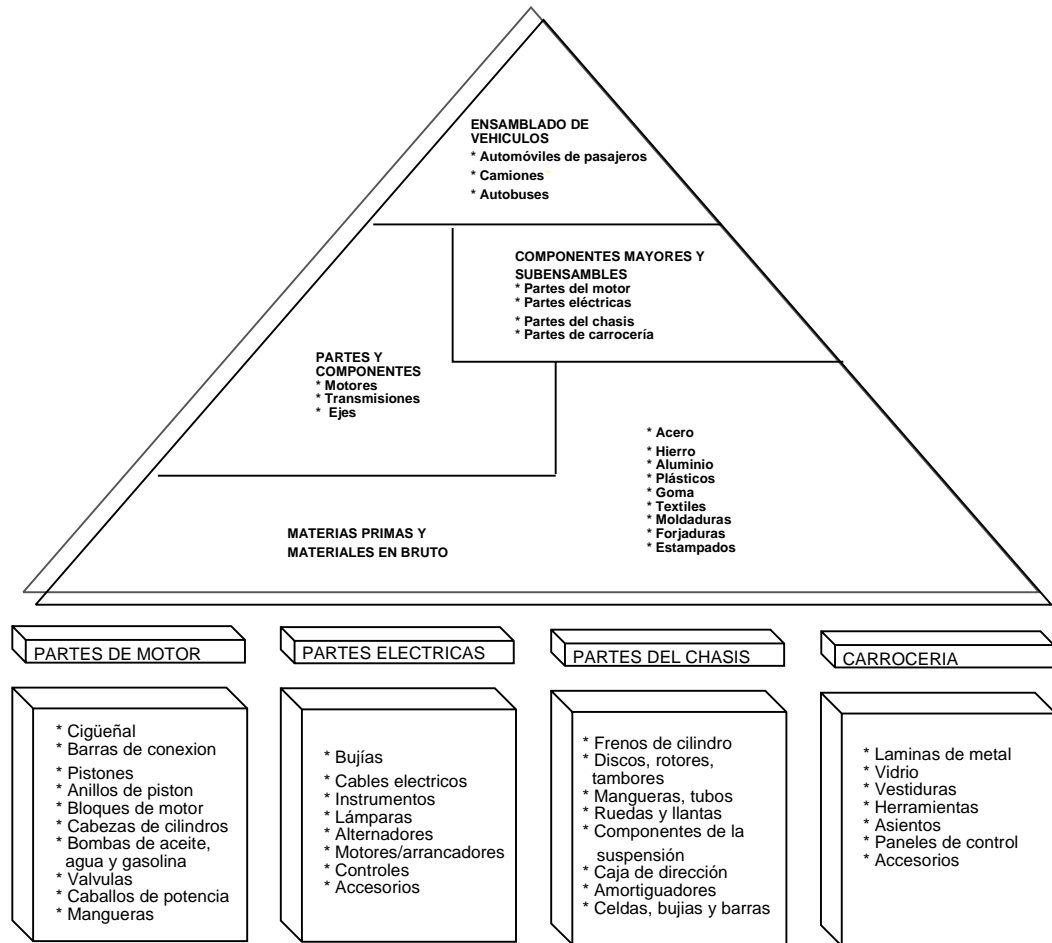 ENSAMBLADO DE
VEHICULOS
* Automóviles de pasajeros
* Camiones
* Autobuses
COMPONENTES MAYORES Y
SUBENSAMBLES
* Partes del motor
* Partes eléctricas
* Partes del chasis
* Partes de carrocería
PARTES Y
COMPONENTES
* Motores
* Transmisiones
* Ejes
* Acero
* Hierro
* Aluminio
* Plásticos
* Goma
* Textiles
* Moldaduras
* Forjaduras
* Estampados
MATERIAS PRIMAS Y
MATERIALES EN BRUTO
PARTES DE MOTOR
* Cigüeñal
* Barras de conexion
* Pistones
* Anillos de piston
* Bloques de motor
* Cabezas de cilindros
* Bombas de aceite,
agua y gasolina
* Valvulas
* Caballos de potencia
* Mangueras
PARTES ELECTRICAS
* Bujías
* Cables electricos
* Instrumentos
* Lámparas
* Alternadores
* Motores/arrancadores
* Controles
* Accesorios
PARTES DEL CHASIS
* Frenos de cilindro
* Discos, rotores,
tambores
* Mangueras, tubos
* Ruedas y llantas
* Componentes de la
suspensión
* Caja de dirección
* Amortiguadores
* Celdas, bujias y barras
CARROCERIA
* Laminas de metal
* Vidrio
* Vestiduras
* Herramientas
* Asientos
* Paneles de control
* Accesorios